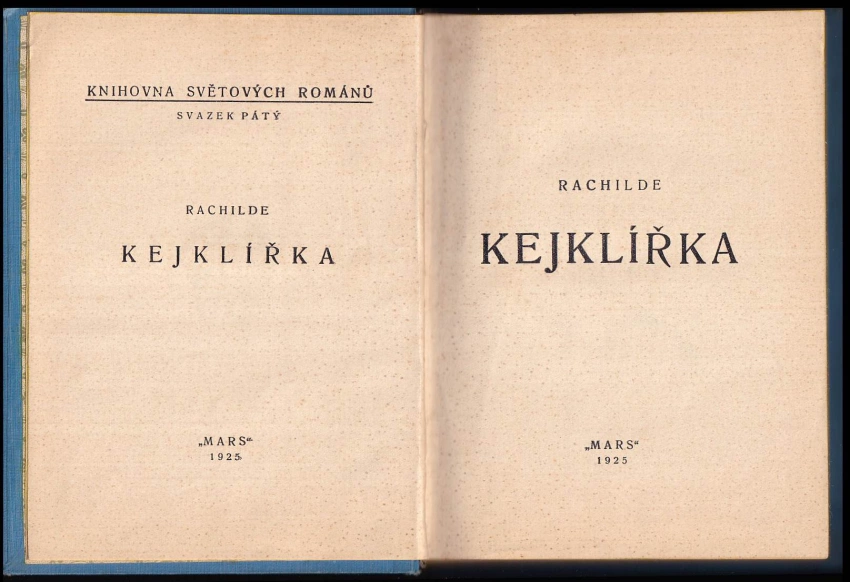 KNIHOVNA SVĚTOVÝCH ROMÁNŮ
SVAZEK PÁTÝ
RACHILDE
KEJKLÍŘKA
„MARS“
1925
RACHILDE
KEJKLÍŘKA
„MARS“
1925